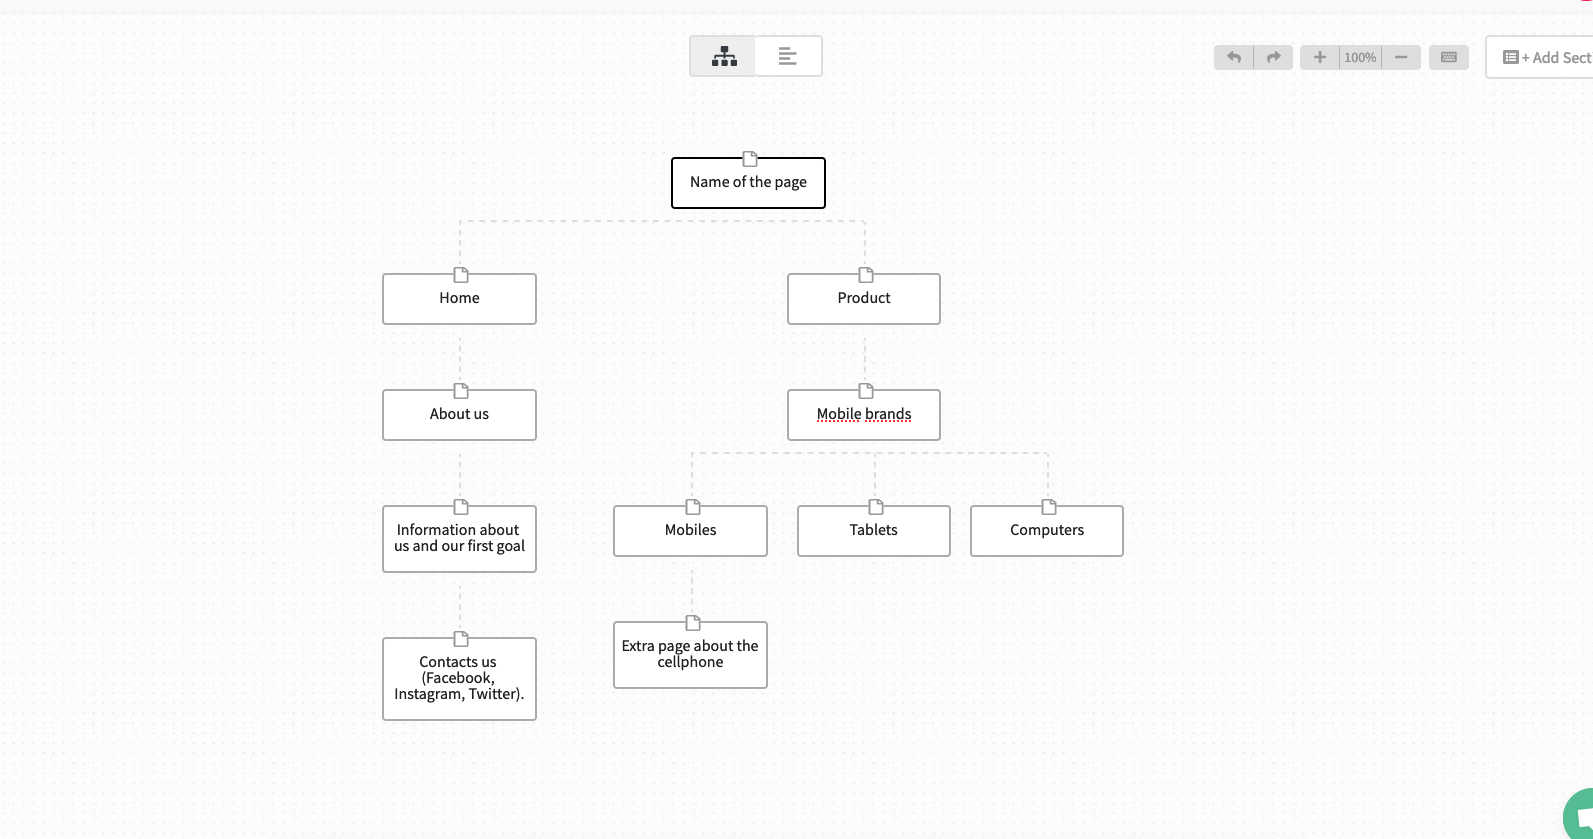 100%
+ Add Sect
Name of the page
Home
Product
About us
Mobile brands
Information about
us and our first goal
Mobiles
Tablets
Computers
Extra page about the
cellphone
Contacts us
(Facebook,
Instagram, Twitter).